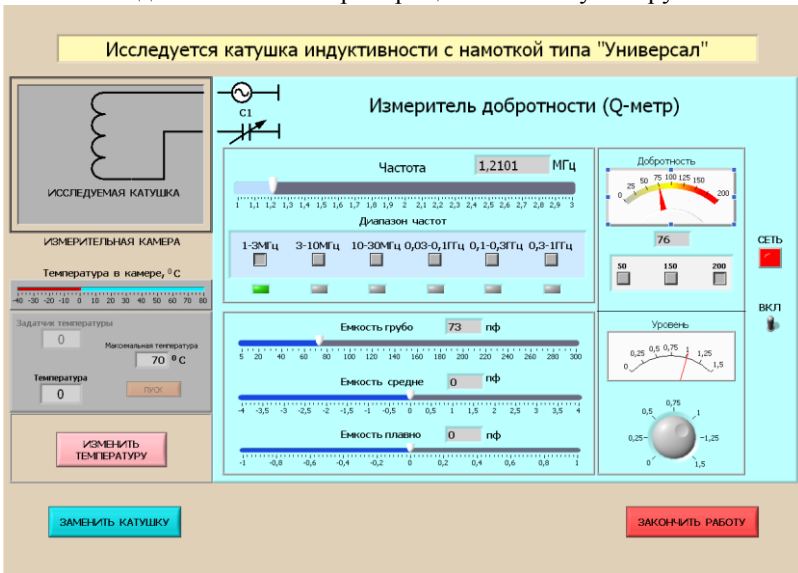 Исследуется катушка индуктивности с намоткой типа "Универсал"
C1
Измеритель добротности (Q-метр)
ИССЛЕДУЕМАЯ КАТУШКА
Частота 1,2101 МГц
1 1,1 1,2 1,3 1,4 1,5 1,6 1,7 1,8 1,9 2 2,1 2,2 2,3 2,4 2,5 2,6 2,7 2,8 2,9 3
Диапазон частот
1-3МГц 3-10МГц 10-30МГц 0,03-0,1ГГц 0,1-0,3ГГц 0,3-1ГГц
Добротность
0 25 50 75 100 125 150 200
76
50 150 200
СЕТЬ
ВКЛ
ИЗМЕРИТЕЛЬНАЯ КАМЕРА
Температура в камере, ⁰С
-40 -30 -20 -10 0 10 20 30 40 50 60 70 80
Задатчик температуры
0
Максимальная температура
70 ⁰С
Температура
0
ПУСК
Емкость грубо 73 пф
5 20 40 60 80 100 120 140 160 180 200 220 240 260 280 300
Емкость средне 0 пф
-4 -3,5 -3 -2,5 -2 -1,5 -1 -0,5 0 0,5 1 1,5 2 2,5 3 3,5 4
Емкость плавно 0 пф
-1 -0,8 -0,6 -0,4 -0,2 0 0,2 0,4 0,6 0,8 1
Уровень
0 0,25 0,5 0,75 1 1,25 1,5
0 0,25 0,5 0,75 1 1,25 1,5
ИЗМЕНИТЬ
ТЕМПЕРАТУРУ
ЗАМЕНИТЬ КАТУШКУ
ЗАКОНЧИТЬ РАБОТУ